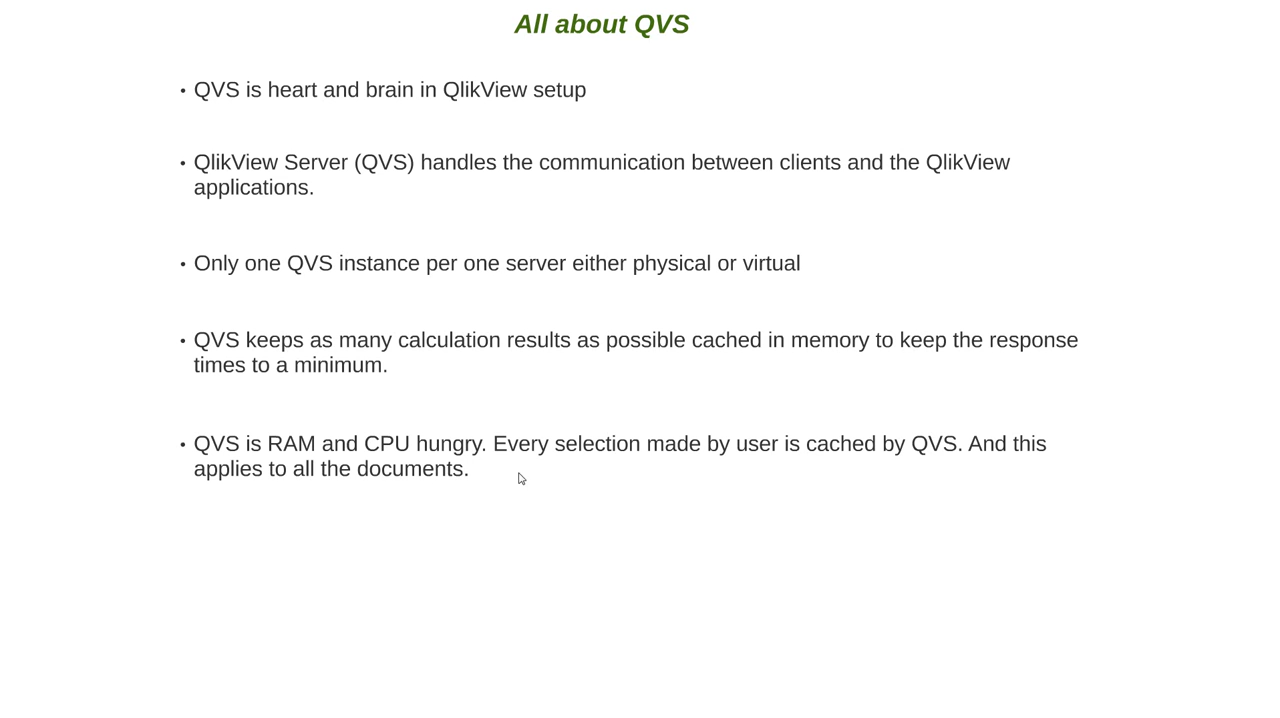 All about QVS
• QVS is heart and brain in QlikView setup
• QlikView Server (QVS) handles the communication between clients and the QlikView
applications.
• Only one QVS instance per one server either physical or virtual
• QVS keeps as many calculation results as possible cached in memory to keep the response
times to a minimum.
• QVS is RAM and CPU hungry. Every selection made by user is cached by QVS. And this
applies to all the documents.